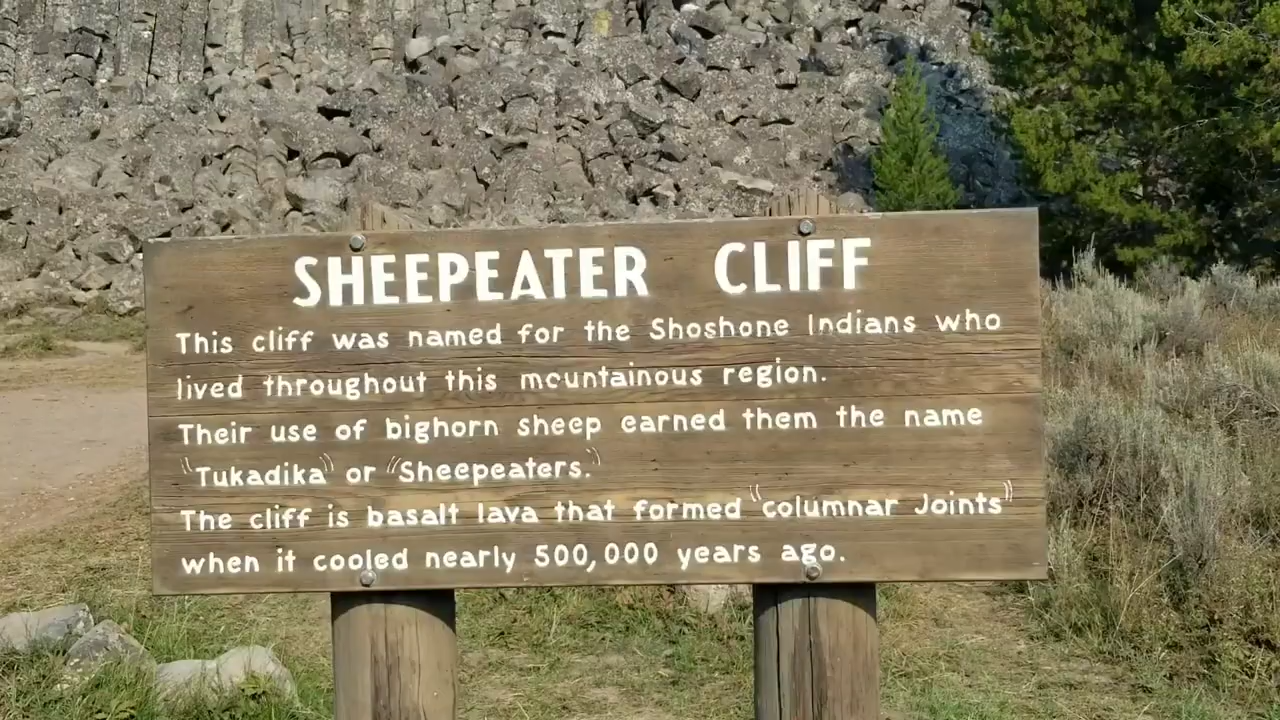 SHEEPEATER CLIFF
This cliff was named for the Shoshone Indians who
lived throughout this mountainous region.
Their use of bighorn sheep earned them the name
"Tukadika" or "Sheepeaters."
The cliff is basalt lava that formed "columnar Joints"
when it cooled nearly 500,000 years ago.